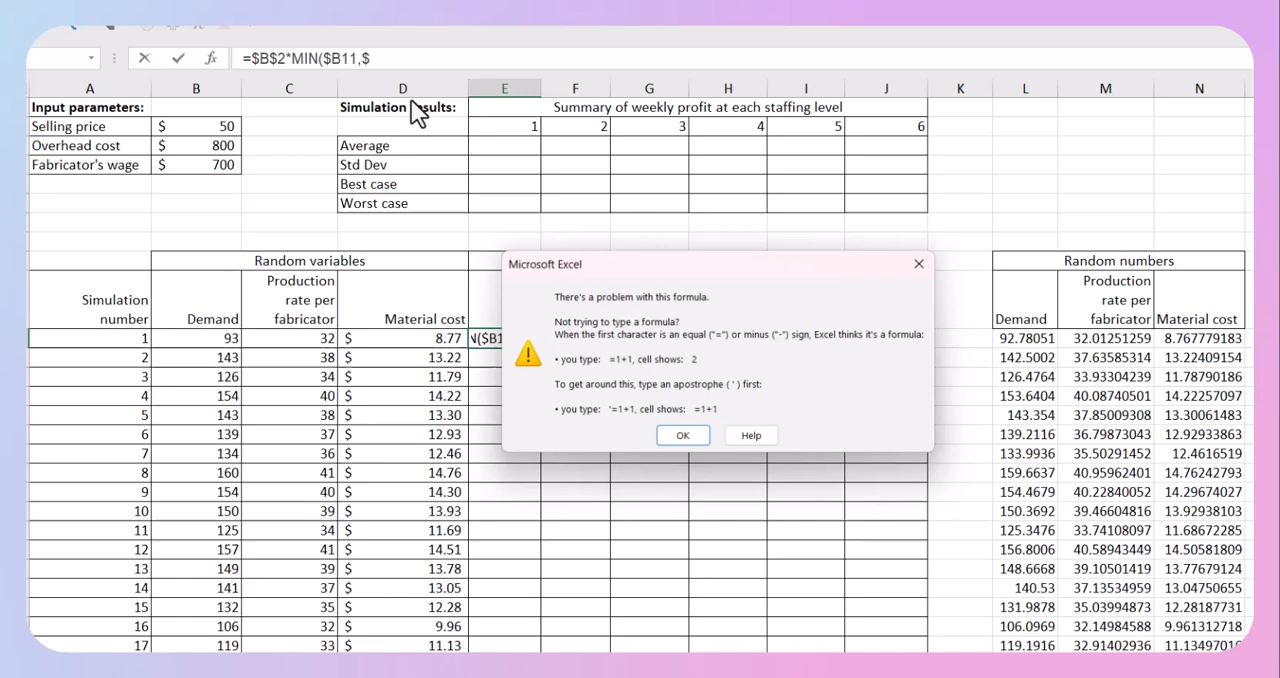 =$B$2*MIN($B11,$
A B C D E F G H I J K L M N
Input parameters: Simulation Summary of weekly profit at each staffing level
Selling price $ 50 1 2 3 4 5 6
Overhead cost $ 800 Average
Fabricator's wage $ 700 Std Dev
Best case
Worst case
Random variables Random numbers
Simulation number Demand Production rate per fabricator Material cost Demand Production rate per fabricator Material cost
1 93 32 $ 8.77 92.78051 32.01251259 8.767779183
2 143 38 $ 13.22 142.5002 37.63585314 13.22409154
3 126 34 $ 11.79 126.4764 33.93304239 11.78790186
4 154 40 $ 14.22 153.6404 40.08740501 14.22257195
5 143 38 $ 13.30 143.354 37.85009308 13.30061483
6 139 37 $ 12.93 139.2116 36.79873043 12.92933863
7 134 36 $ 12.46 133.9936 35.50291452 12.4616519
8 160 41 $ 14.76 159.6637 40.95962401 14.76242793
9 154 40 $ 14.30 154.4679 40.22840052 14.29674027
10 150 39 $ 13.93 150.3692 39.46604816 13.92938103
11 125 34 $ 11.69 125.3476 33.74108097 11.68672285
12 157 41 $ 14.51 156.8006 40.58943449 14.50581809
13 149 39 $ 13.78 148.6668 39.10501419 13.77679124
14 141 37 $ 13.05 140.53 37.13534959 13.04750655
15 132 35 $ 12.28 131.9878 35.03994873 12.28187731
16 106 32 $ 9.96 106.0969 32.14984588 9.961312718
17 119 33 $ 11.13 119.1916 32.91402936
Microsoft Excel
There's a problem with this formula.
Not trying to type a formula?
When the first character is an equal ("=") or minus ("-") sign, Excel thinks it's a formula:
• you type: =1+1, cell shows: 2
To get around this, type an apostrophe ( ' ) first:
• you type: '=1+1, cell shows: =1+1
OK Help